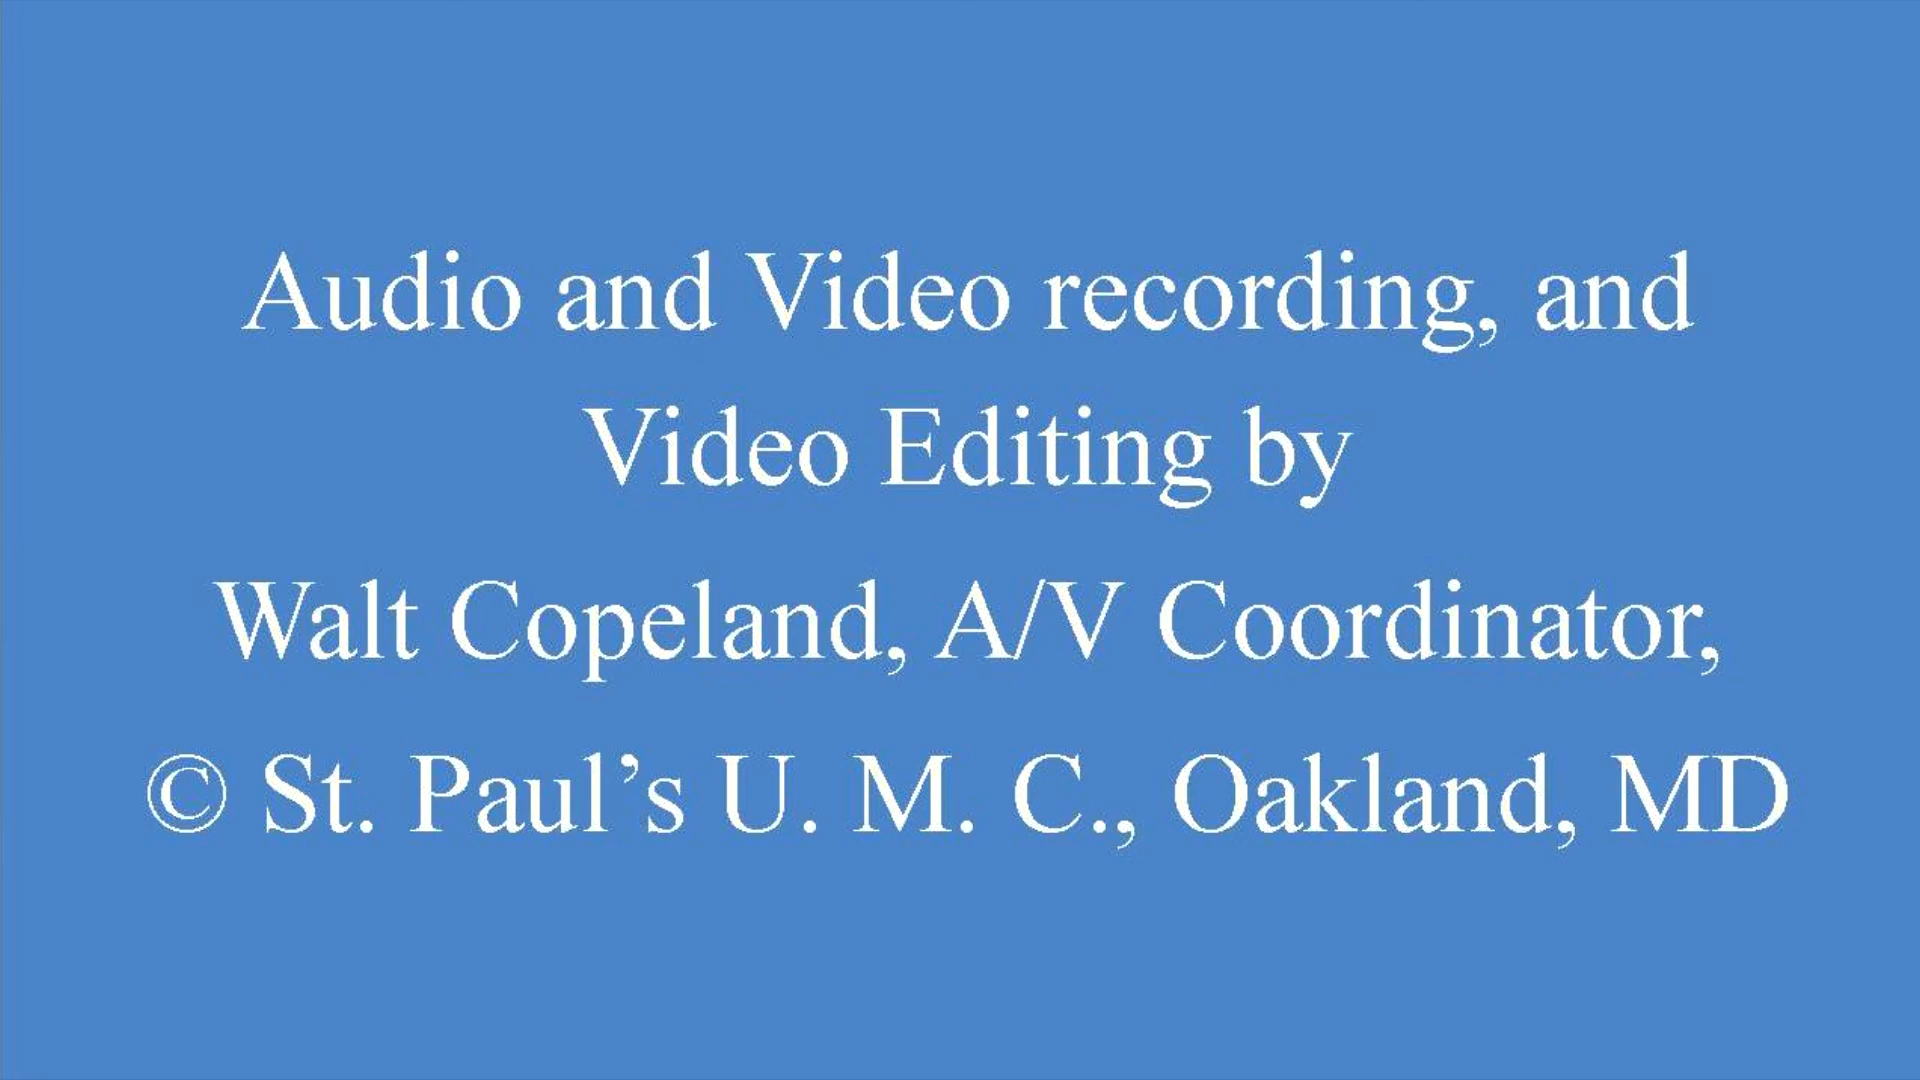 Audio and Video recording, and
Video Editing by
Walt Copeland, A/V Coordinator,
© St. Paul’s U. M. C., Oakland, MD